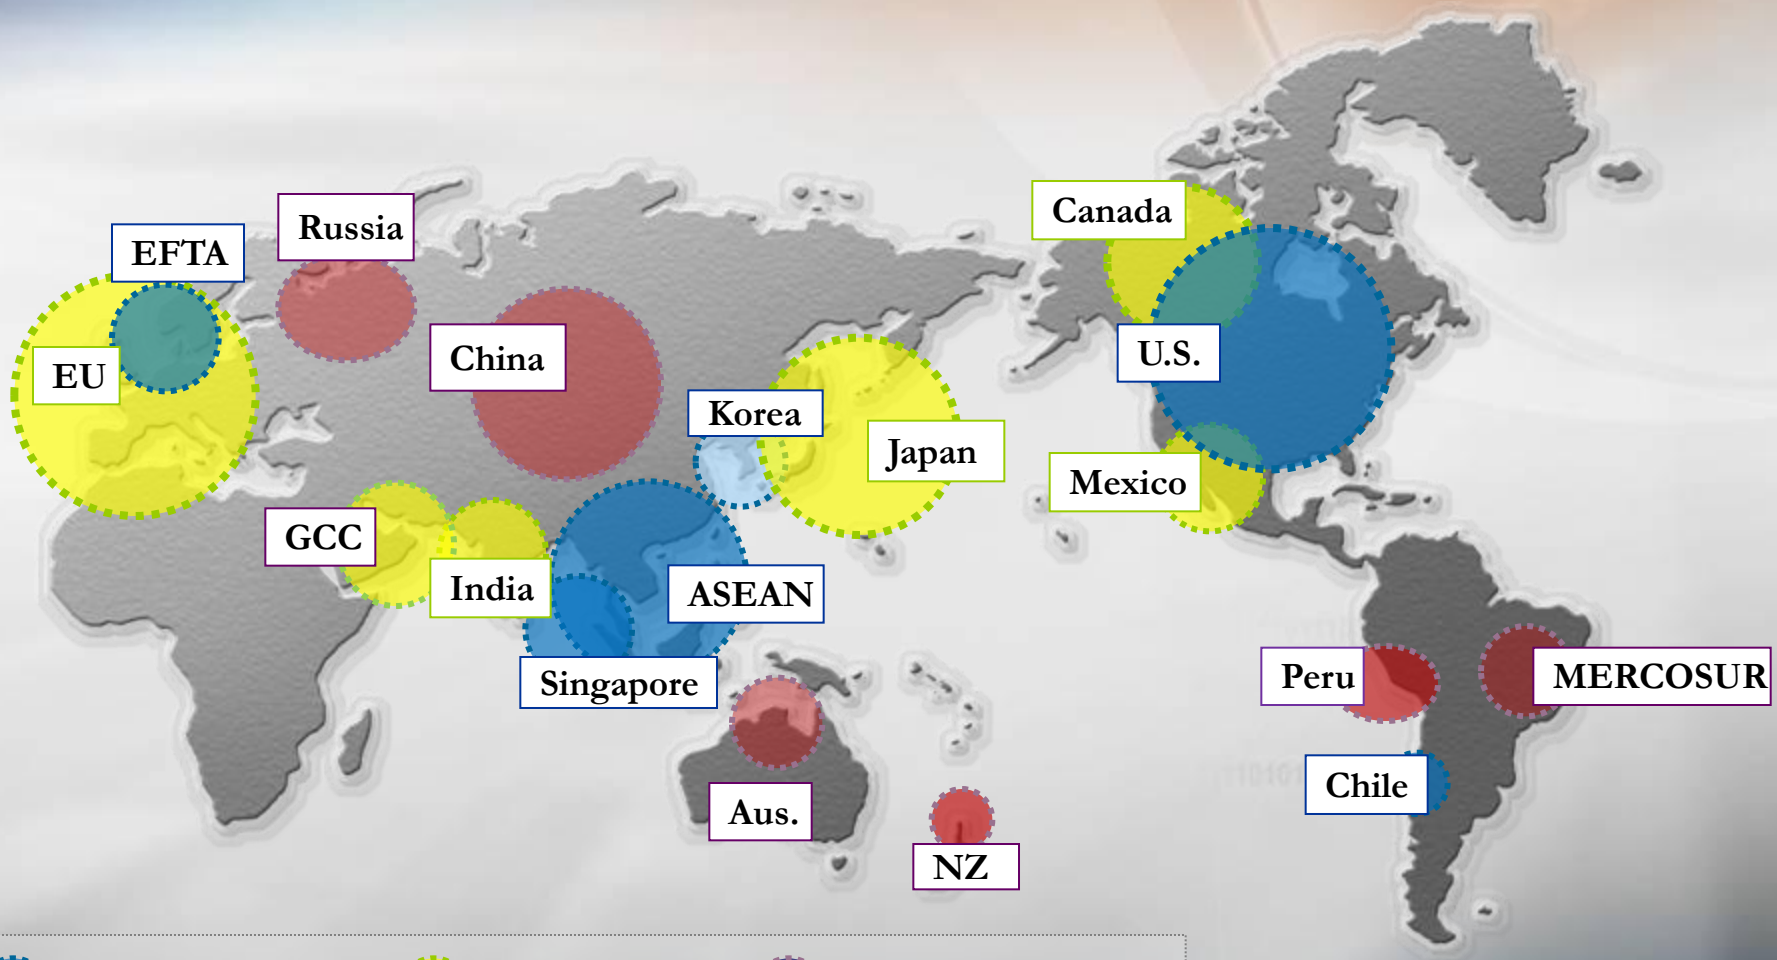 Canada
Russia
EFTA
U.S.
China
EU
Korea
Japan
Mexico
GCC
India
ASEAN
Singapore
Peru
MERCOSUR
Chile
Aus.
NZ